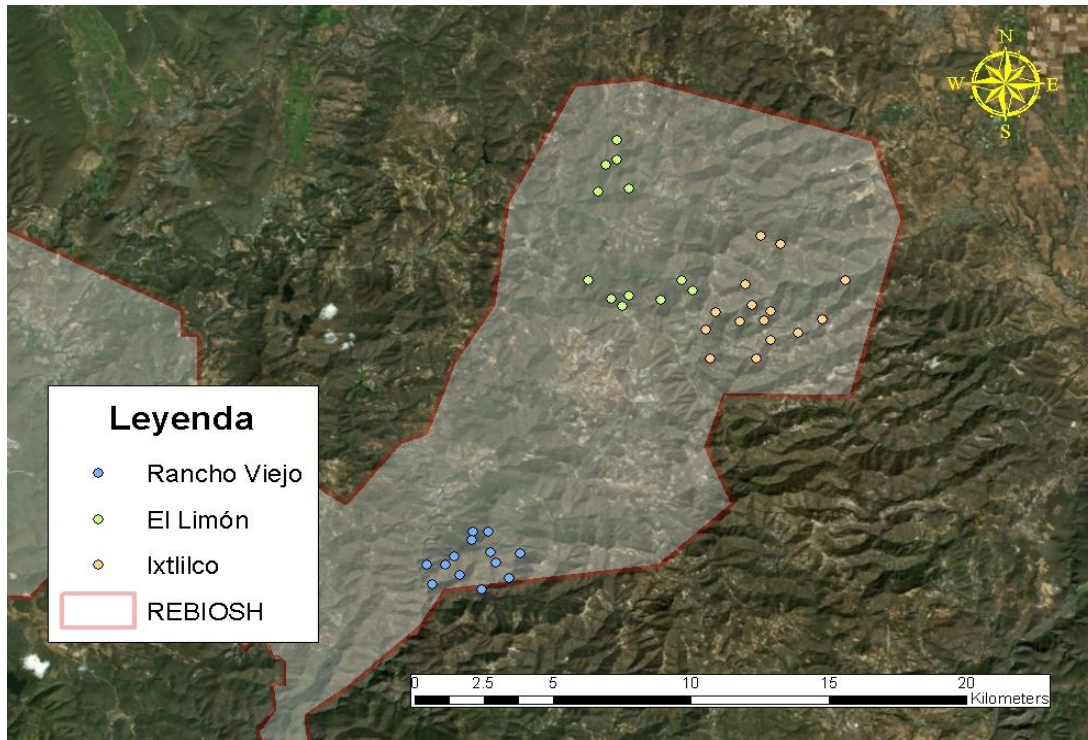 N
W E
S
Leyenda
Rancho Viejo
El Limón
Ixtlilco
REBIOSH
0 2.5 5 10 15 20
Kilometers